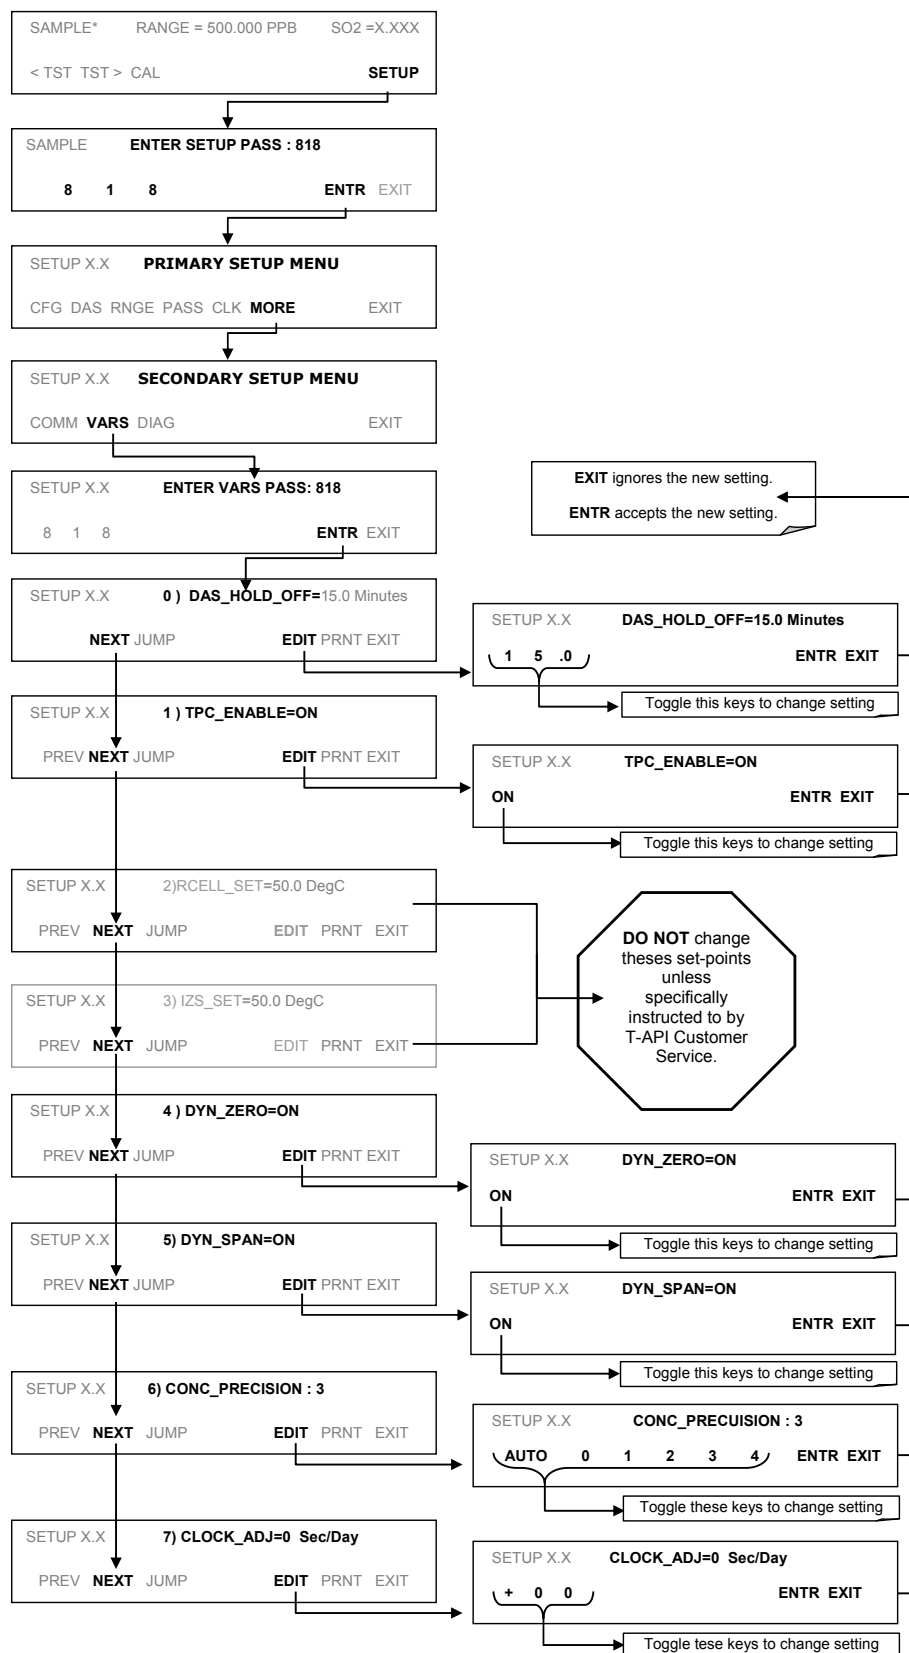 SAMPLE* RANGE = 500.000 PPB SO2 =X.XXX
< TST TST > CAL SETUP
SAMPLE ENTER SETUP PASS : 818
8 1 8 ENTR EXIT
SETUP X.X PRIMARY SETUP MENU
CFG DAS RNGE PASS CLK MORE EXIT
SETUP X.X SECONDARY SETUP MENU
COMM VARS DIAG EXIT
SETUP X.X ENTER VARS PASS: 818
8 1 8 ENTR EXIT
EXIT ignores the new setting.
ENTR accepts the new setting.
SETUP X.X 0 ) DAS_HOLD_OFF=15.0 Minutes
NEXT JUMP EDIT PRNT EXIT
SETUP X.X DAS_HOLD_OFF=15.0 Minutes
1 5 .0 ENTR EXIT
Toggle this keys to change setting
SETUP X.X 1 ) TPC_ENABLE=ON
PREV NEXT JUMP EDIT PRNT EXIT
SETUP X.X TPC_ENABLE=ON
ON ENTR EXIT
Toggle this keys to change setting
SETUP X.X 2)RCELL_SET=50.0 DegC
PREV NEXT JUMP EDIT PRNT EXIT
SETUP X.X 3) IZS_SET=50.0 DegC
PREV NEXT JUMP EDIT PRNT EXIT
DO NOT change
theses set-points
unless
specifically
instructed to by
T-API Customer
Service.
SETUP X.X 4 ) DYN_ZERO=ON
PREV NEXT JUMP EDIT PRNT EXIT
SETUP X.X DYN_ZERO=ON
ON ENTR EXIT
Toggle this keys to change setting
SETUP X.X 5) DYN_SPAN=ON
PREV NEXT JUMP EDIT PRNT EXIT
SETUP X.X DYN_SPAN=ON
ON ENTR EXIT
Toggle this keys to change setting
SETUP X.X 6) CONC_PRECISION : 3
PREV NEXT JUMP EDIT PRNT EXIT
SETUP X.X CONC_PRECUISION : 3
AUTO 0 1 2 3 4 ENTR EXIT
Toggle these keys to change setting
SETUP X.X 7) CLOCK_ADJ=0 Sec/Day
PREV NEXT JUMP EDIT PRNT EXIT
SETUP X.X CLOCK_ADJ=0 Sec/Day
+ 0 0 ENTR EXIT
Toggle tese keys to change setting